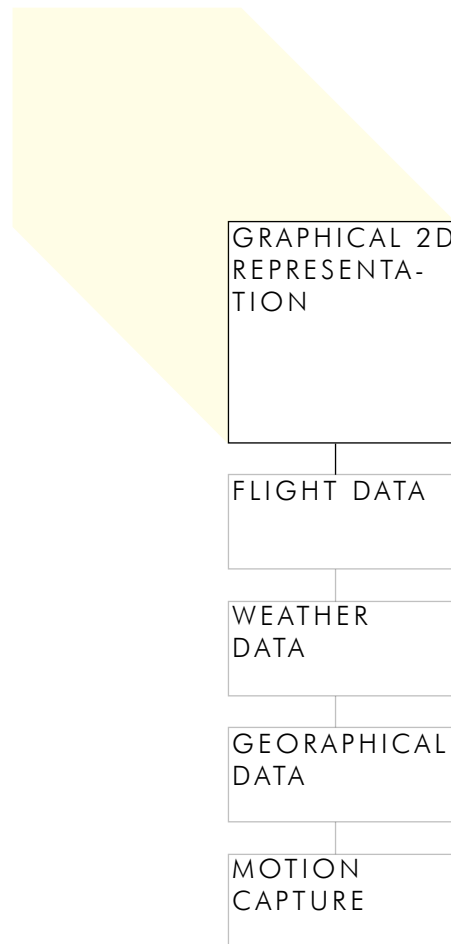 GRAPHICAL 2D
REPRESENTA-
TION
FLIGHT DATA
WEATHER
DATA
GEORAPHICAL
DATA
MOTION
CAPTURE